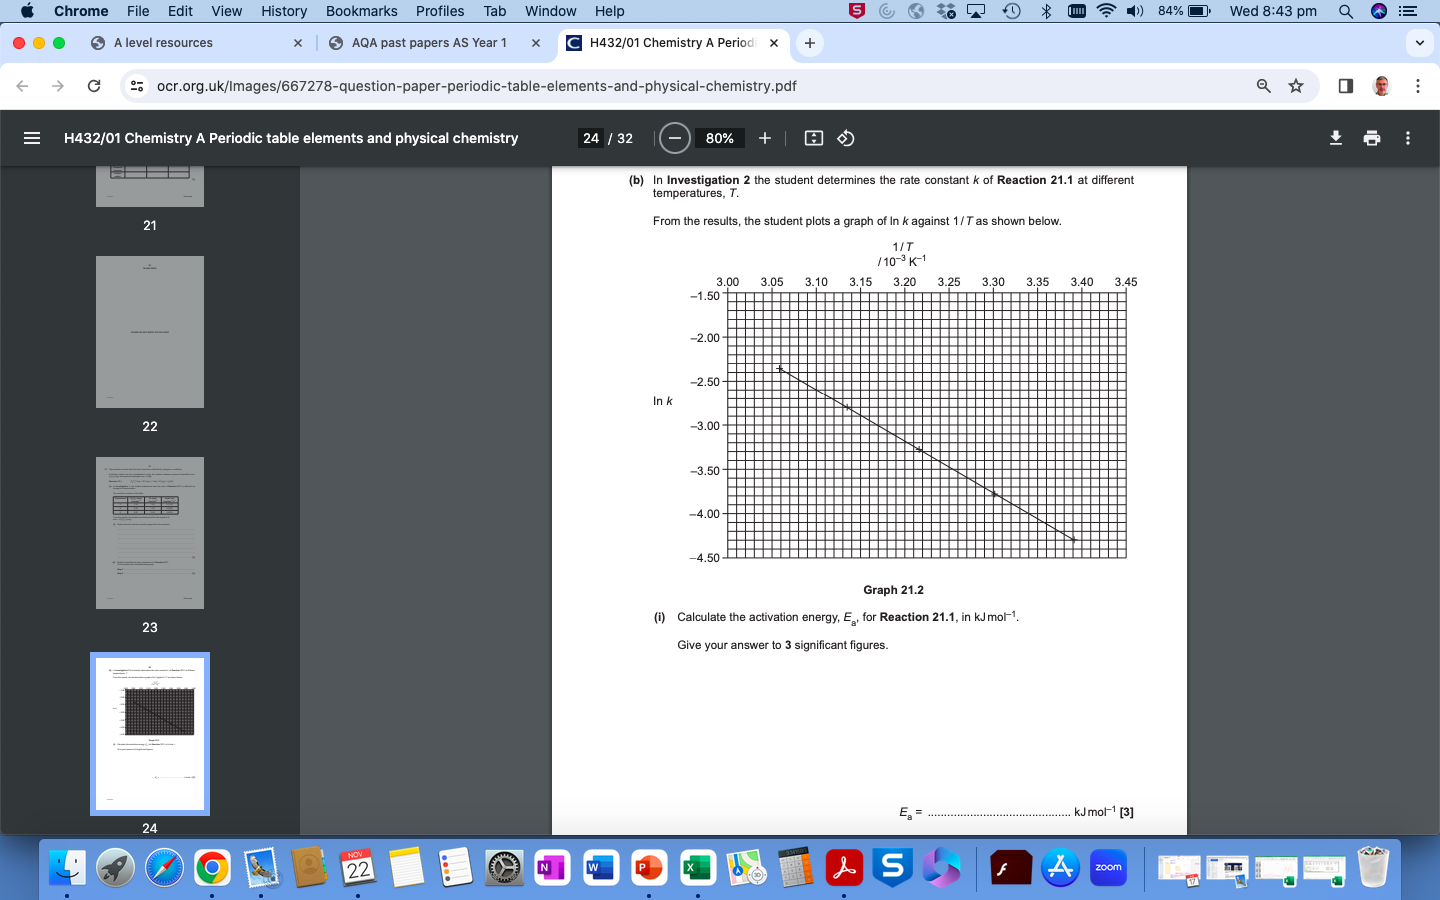 Chrome File Edit View History Bookmarks Profiles Tab Window Help S 84% Wed 8:43 pm
A level resources AQA past papers AS Year 1 C H432/01 Chemistry A Period
ocr.org.uk/Images/667278-question-paper-periodic-table-elements-and-physical-chemistry.pdf
H432/01 Chemistry A Periodic table elements and physical chemistry 24 / 32 80%
21
22
23
24
(b) In Investigation 2 the student determines the rate constant k of Reaction 21.1 at different
temperatures, T.
From the results, the student plots a graph of ln k against 1/T as shown below.
1/T
/10⁻³ K⁻¹
3.00 3.05 3.10 3.15 3.20 3.25 3.30 3.35 3.40 3.45
–1.50
–2.00
–2.50
ln k
–3.00
–3.50
–4.00
–4.50
Graph 21.2
(i) Calculate the activation energy, Eₐ, for Reaction 21.1, in kJ mol⁻¹.
Give your answer to 3 significant figures.
Eₐ = ............................................ kJ mol⁻¹ [3]
NOV
22
N W P X 3D S f zoom
17